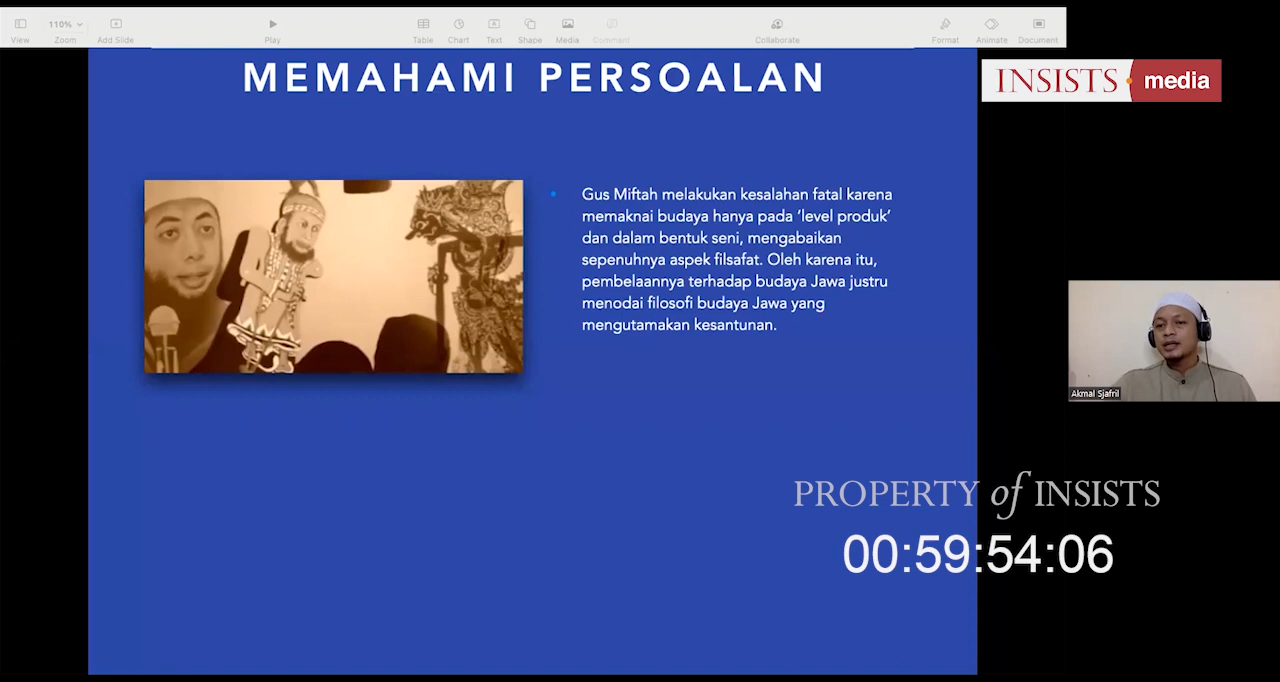 View
110%
Zoom
Add Slide
Play
Table
Chart
Text
Shape
Media
Comment
Collaborate
Format
Animate
Document
MEMAHAMI PERSOALAN
INSISTS media
Gus Miftah melakukan kesalahan fatal karena
memaknai budaya hanya pada ‘level produk’
dan dalam bentuk seni, mengabaikan
sepenuhnya aspek filsafat. Oleh karena itu,
pembelaannya terhadap budaya Jawa justru
menodai filosofi budaya Jawa yang
mengutamakan kesantunan.
Akmal Sjafril
PROPERTY of INSISTS
00:59:54:06